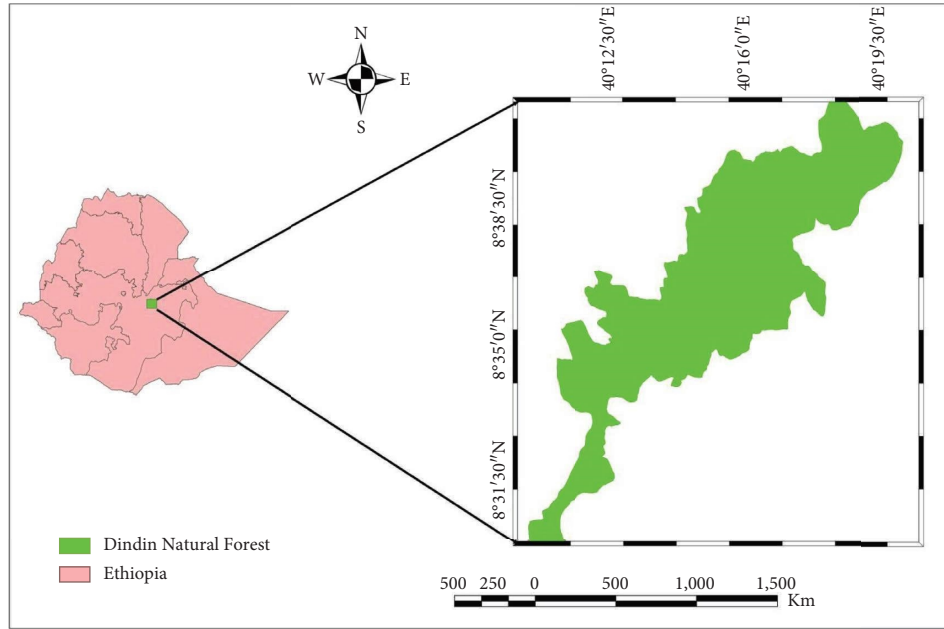 40°12′30″E
40°16′0″E
40°19′30″E
N
W
E
S
8°38′30″N
8°35′0″N
8°31′30″N
Dindin Natural Forest
Ethiopia
500 250 0 500 1,000 1,500
Km